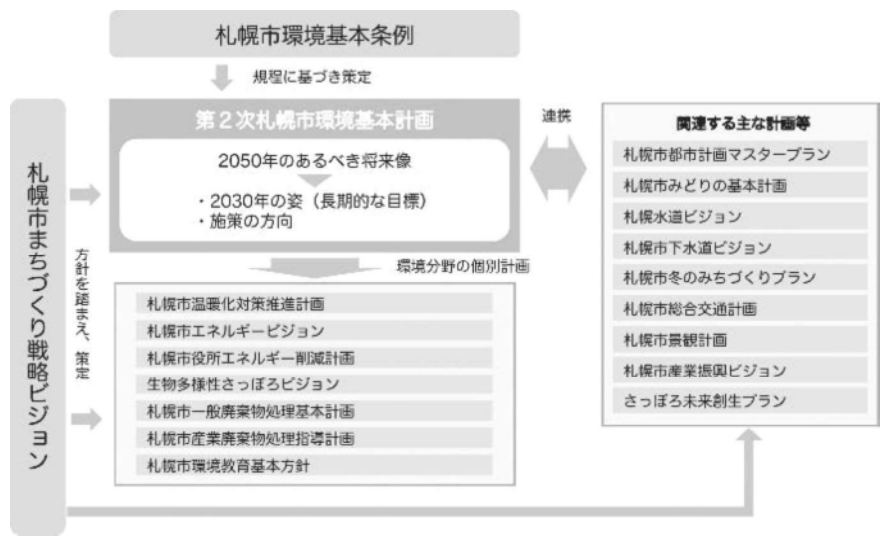 札幌市環境基本条例
規程に基づき策定
第2次札幌市環境基本計画
2050年のあるべき将来像
・2030年の姿（長期的な目標）
・施策の方向
連携
環境分野の個別計画
札幌市温暖化対策推進計画
札幌市エネルギービジョン
札幌市役所エネルギー削減計画
生物多様性さっぽろビジョン
札幌市一般廃棄物処理基本計画
札幌市産業廃棄物処理指導計画
札幌市環境教育基本方針
札幌市まちづくり戦略ビジョン
方針を踏まえ、策定
関連する主な計画等
札幌市都市計画マスタープラン
札幌市みどりの基本計画
札幌水道ビジョン
札幌市下水道ビジョン
札幌市冬のみちづくりプラン
札幌市総合交通計画
札幌市景観計画
札幌市産業振興ビジョン
さっぽろ未来創生プラン